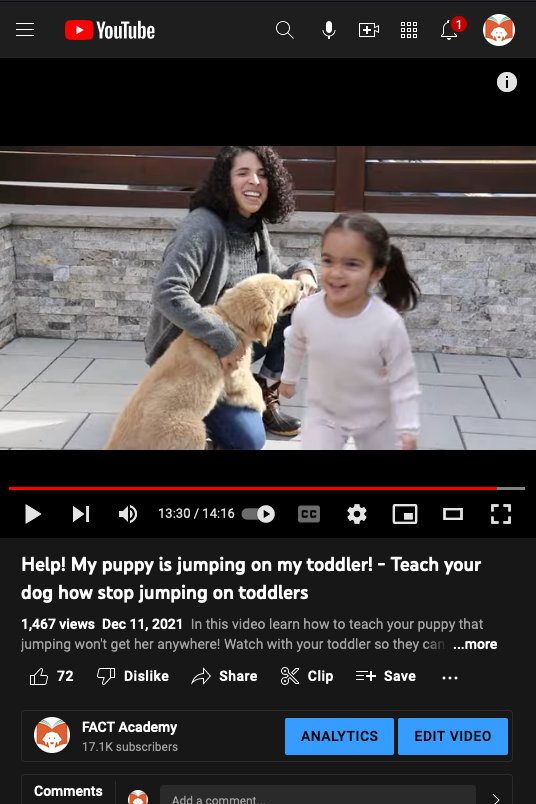 YouTube
1
i
13:30 / 14:16
CC
Help! My puppy is jumping on my toddler! - Teach your
dog how stop jumping on toddlers
1,467 views Dec 11, 2021 In this video learn how to teach your puppy that
jumping won't get her anywhere! Watch with your toddler so they can ...more
72 Dislike Share Clip Save ...
FACT Academy
17.1K subscribers
ANALYTICS EDIT VIDEO
Comments
Add a comment...